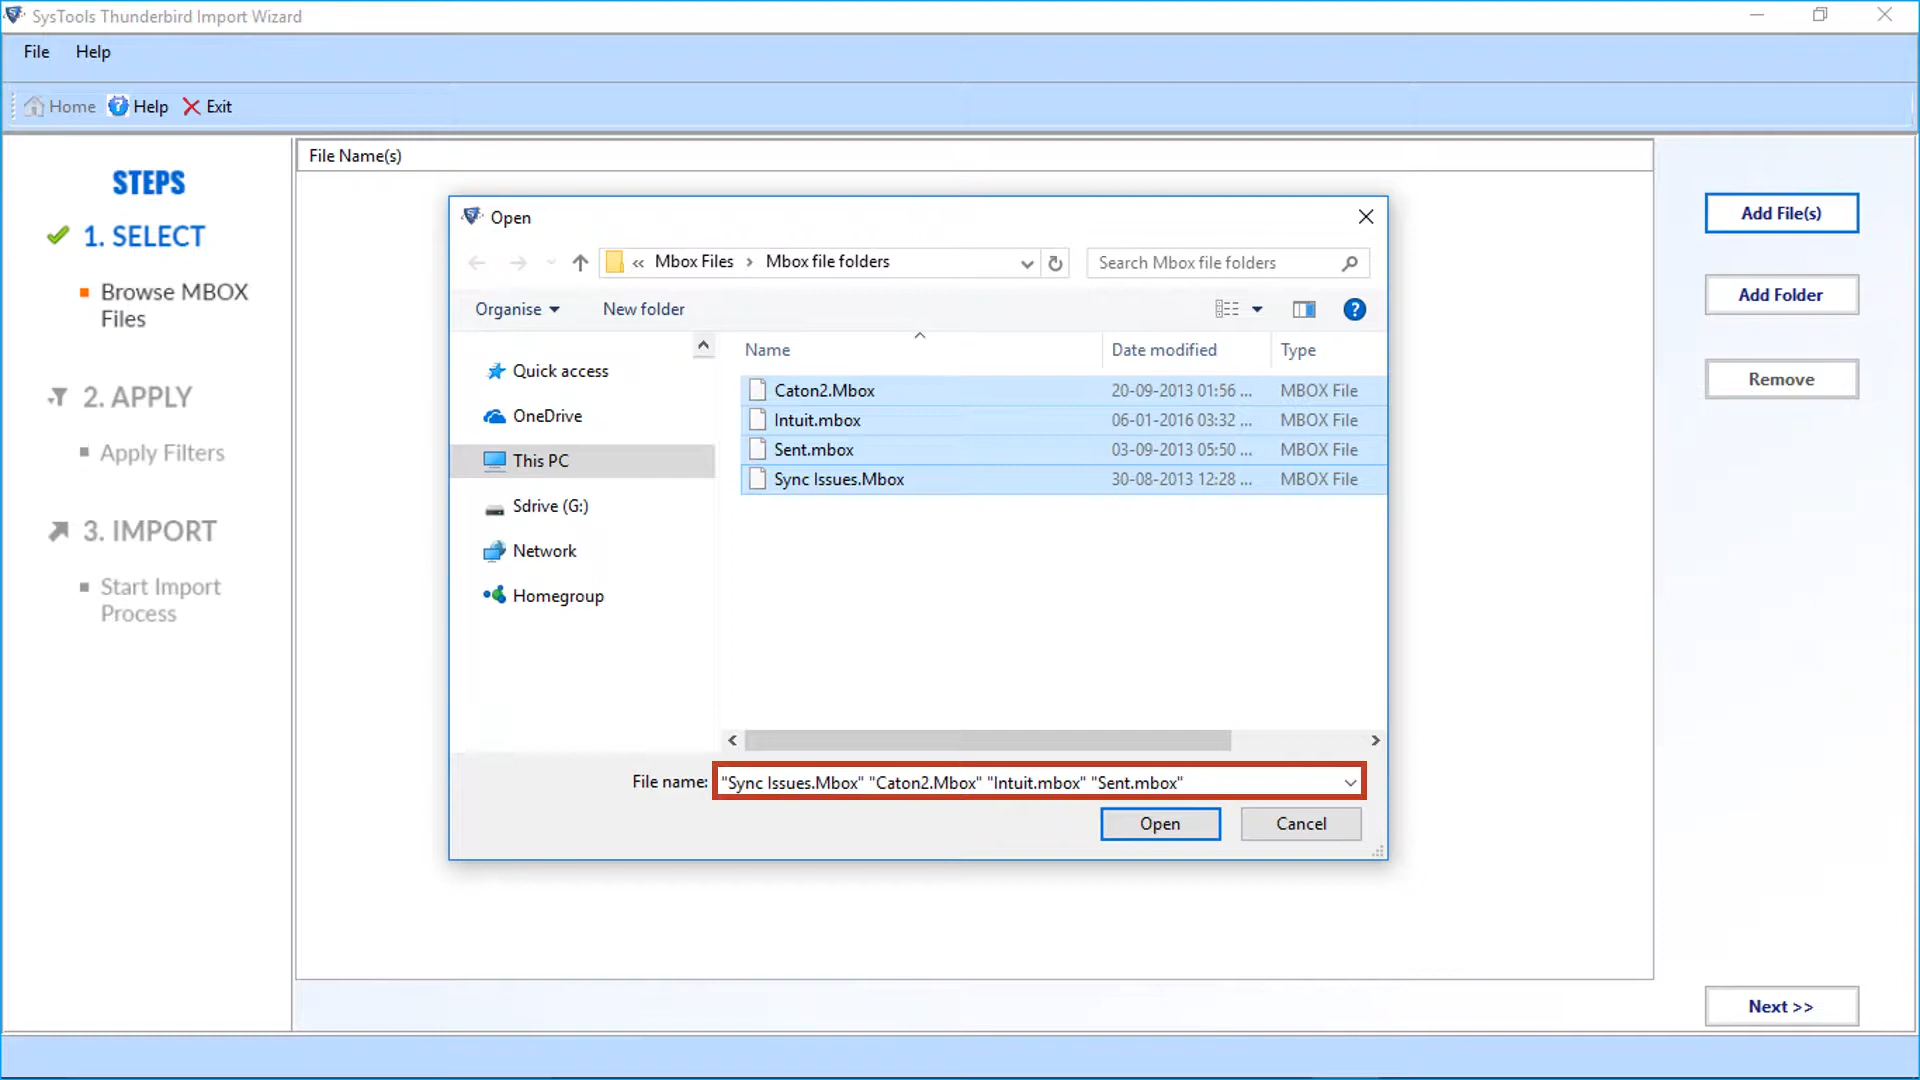 SysTools Thunderbird Import Wizard
File Help
Home Help Exit
STEPS
1. SELECT
Browse MBOX
Files
2. APPLY
Apply Filters
3. IMPORT
Start Import
Process
File Name(s)
Open
« Mbox Files > Mbox file folders
Search Mbox file folders
Organise New folder
Quick access
OneDrive
This PC
Sdrive (G:)
Network
Homegroup
Name Date modified Type
Caton2.Mbox 20-09-2013 01:56 ... MBOX File
Intuit.mbox 06-01-2016 03:32 ... MBOX File
Sent.mbox 03-09-2013 05:50 ... MBOX File
Sync Issues.Mbox 30-08-2013 12:28 ... MBOX File
File name: "Sync Issues.Mbox" "Caton2.Mbox" "Intuit.mbox" "Sent.mbox"
Open Cancel
Add File(s)
Add Folder
Remove
Next >>